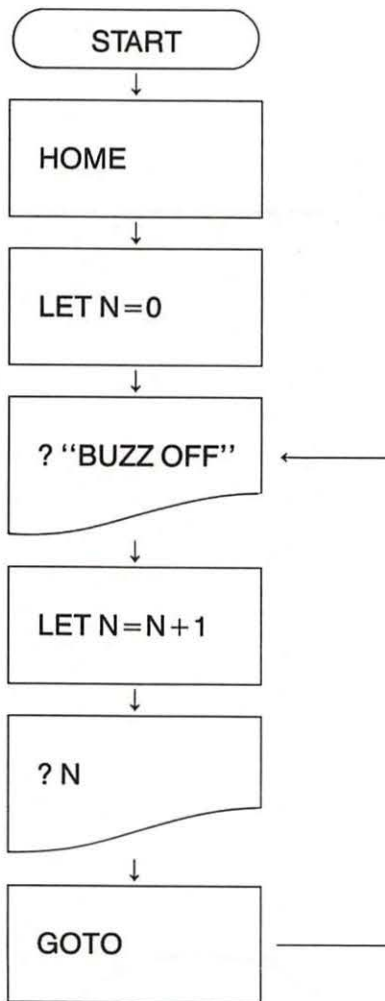 START
HOME
LET N=0
? “BUZZ OFF”
LET N=N+1
? N
GOTO